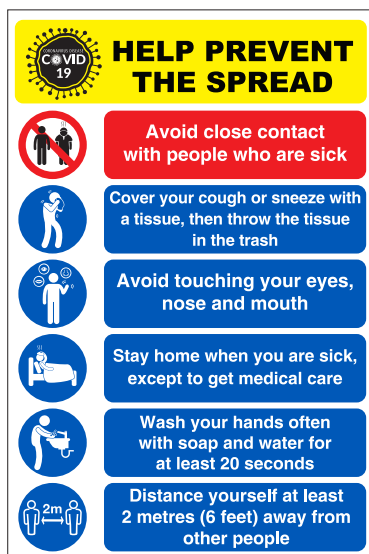 CORONAVIRUS DISEASE
COVID
19
HELP PREVENT
THE SPREAD
Avoid close contact
with people who are sick
Cover your cough or sneeze with
a tissue, then throw the tissue
in the trash
Avoid touching your eyes,
nose and mouth
Stay home when you are sick,
except to get medical care
Wash your hands often
with soap and water for
at least 20 seconds
2m
Distance yourself at least
2 metres (6 feet) away from
other people